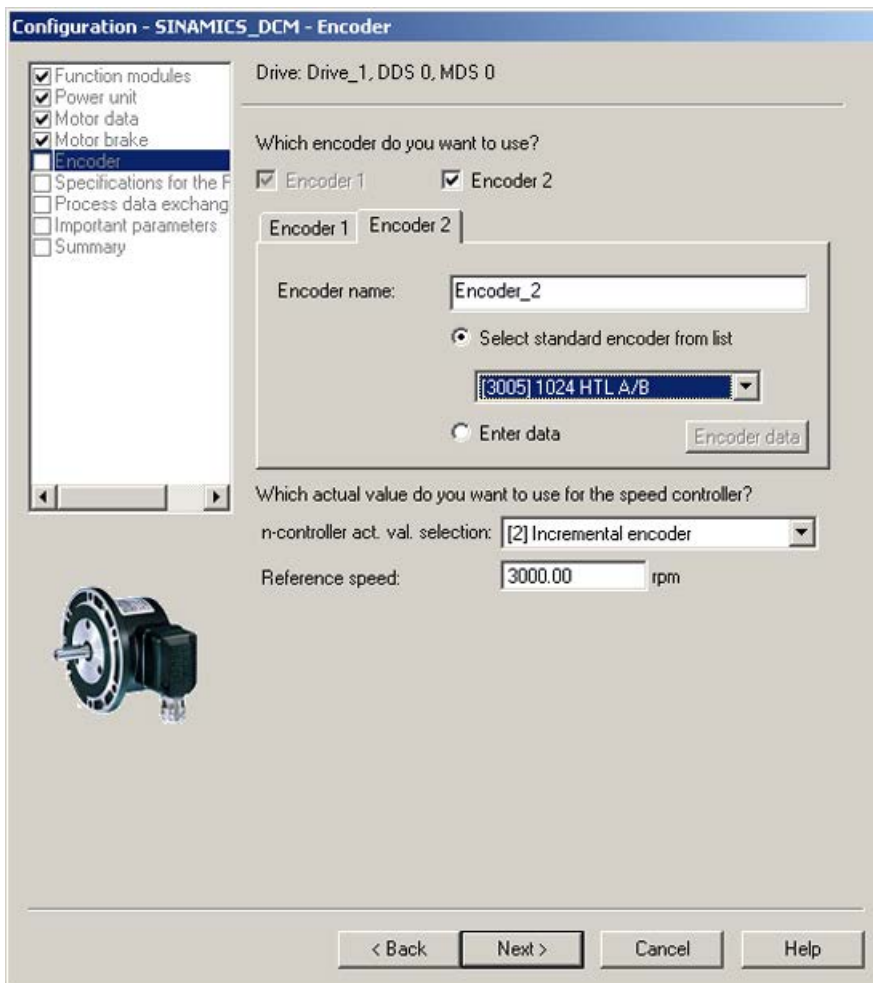 Configuration - SINAMICS_DCM - Encoder
Function modules
Power unit
Motor data
Motor brake
Encoder
Specifications for the F
Process data exchang
Important parameters
Summary
Drive: Drive_1, DDS 0, MDS 0
Which encoder do you want to use?
Encoder 1 Encoder 2
Encoder 1 Encoder 2
Encoder name: Encoder_2
Select standard encoder from list
[3005] 1024 HTL A/B
Enter data Encoder data
Which actual value do you want to use for the speed controller?
n-controller act. val. selection: [2] Incremental encoder
Reference speed: 3000.00 rpm
< Back Next > Cancel Help